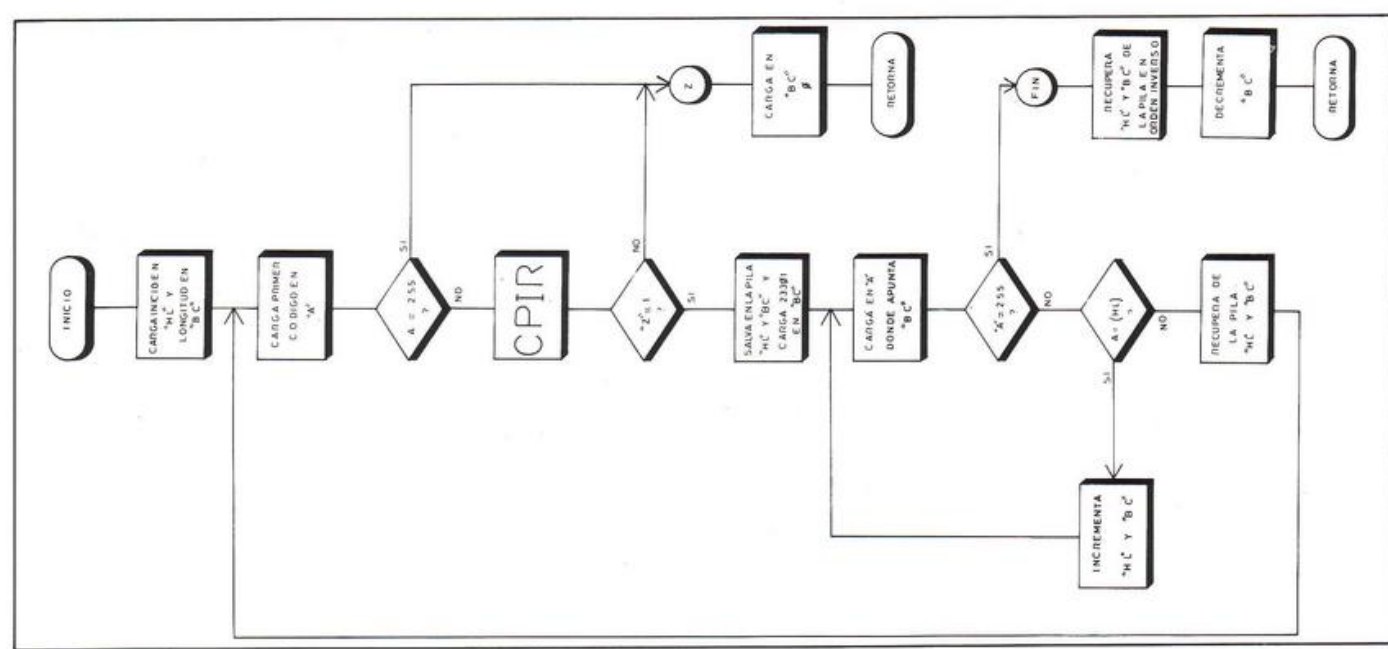 INICIO
CARGA INICIO EN
"HL" Y
LONGITUD EN
"BC"
CARGA PRIMER
CODIGO EN
"A"
A = 255
?
SI
NO
CPIR
"Z" = 1
?
NO
SI
Z
CARGA EN
"BC"
0
RETORNA
SALVA EN LA PILA
"HL" Y "BC" Y
CARGA 23301
EN "BC"
CARGA EN "A"
DONDE APUNTA
"BC"
"A" = 255
?
SI
NO
FIN
RECUPERA
"HL" Y "BC" DE
LA PILA EN
ORDEN INVERSO
DECREMENTA
"BC"
RETORNA
A = (HL)
?
SI
NO
INCREMENTA
"HL" Y "BC"
RECUPERA DE
LA PILA
"HL" Y "BC"